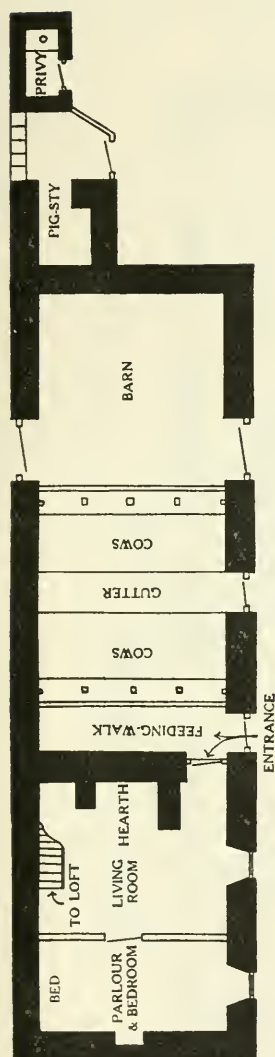 BED
TO LOFT
PARLOUR
& BEDROOM
LIVING
ROOM
HEARTH
ENTRANCE
FEEDING-WALK
COWS
GUTTER
COWS
BARN
PIG-STY
PRIVY